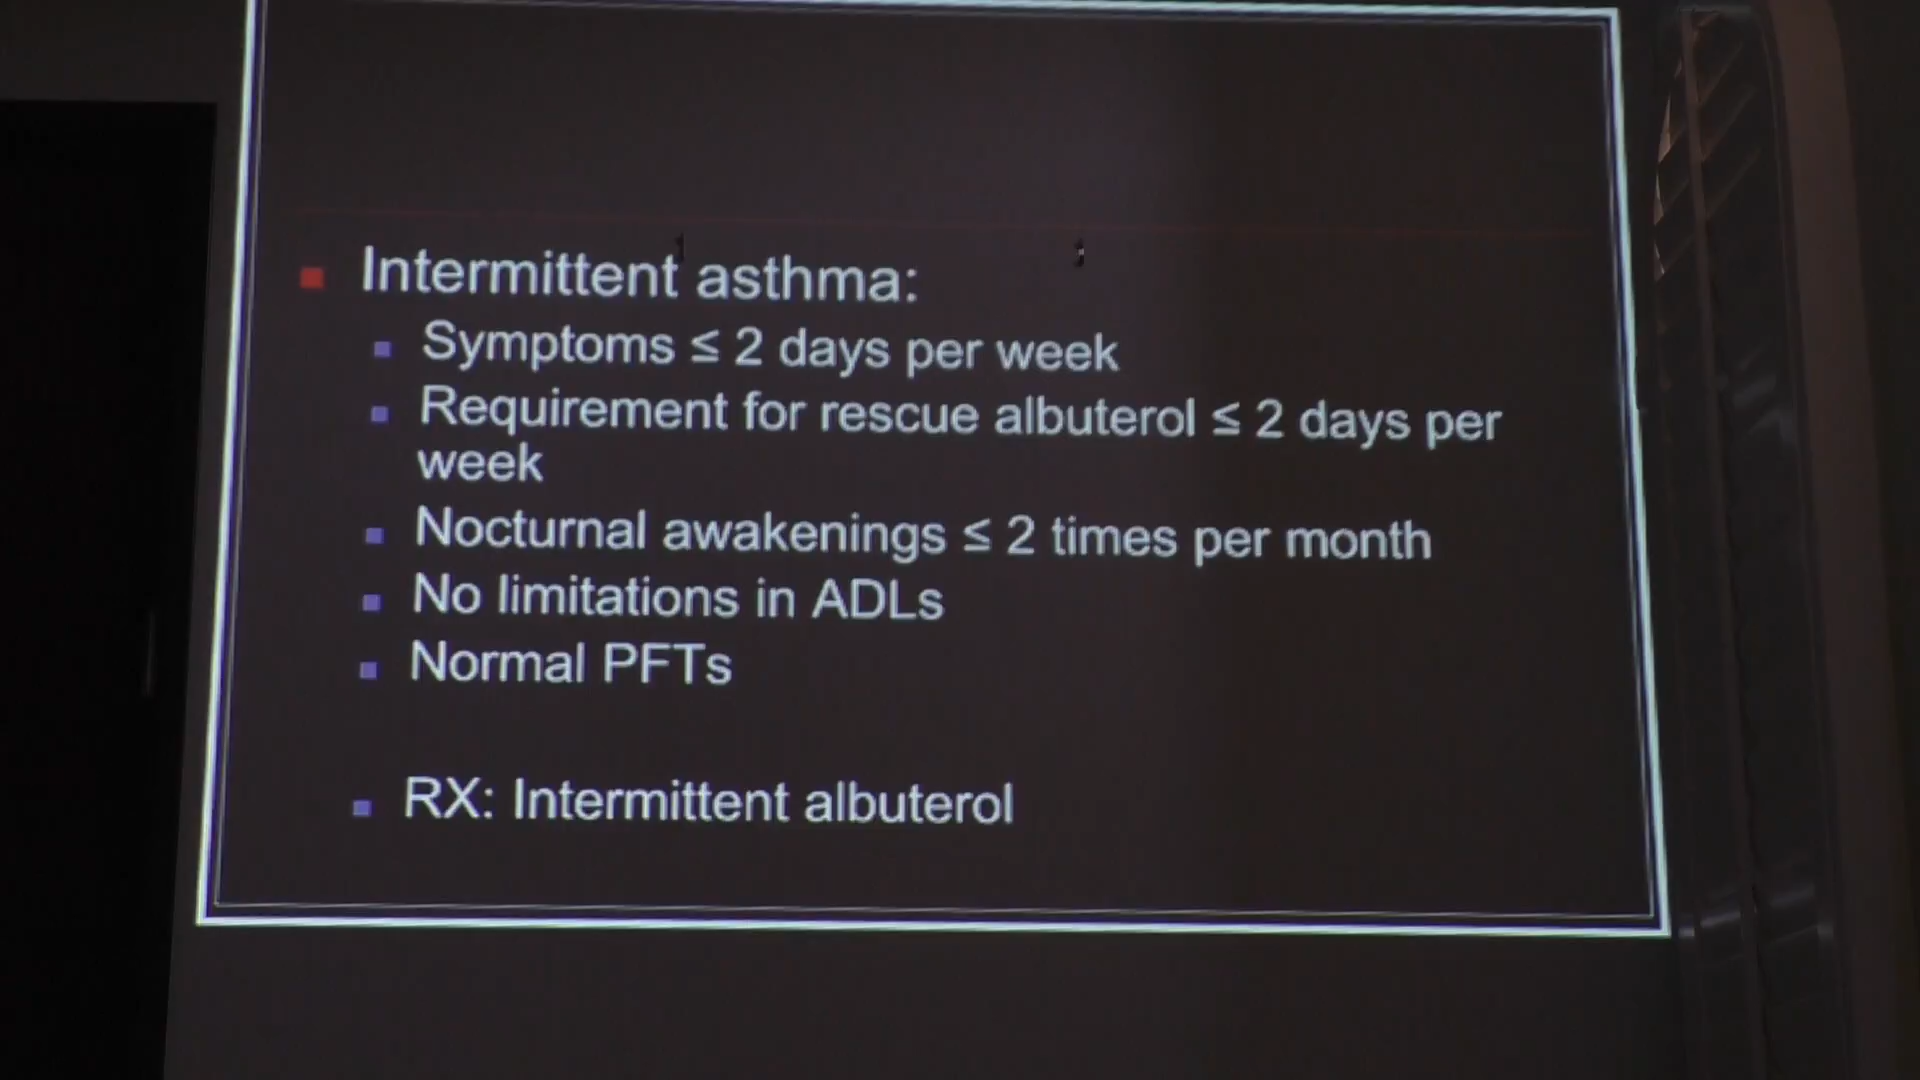 Intermittent asthma:
Symptoms ≤ 2 days per week
Requirement for rescue albuterol ≤ 2 days per
week
Nocturnal awakenings ≤ 2 times per month
No limitations in ADLs
Normal PFTs
RX: Intermittent albuterol